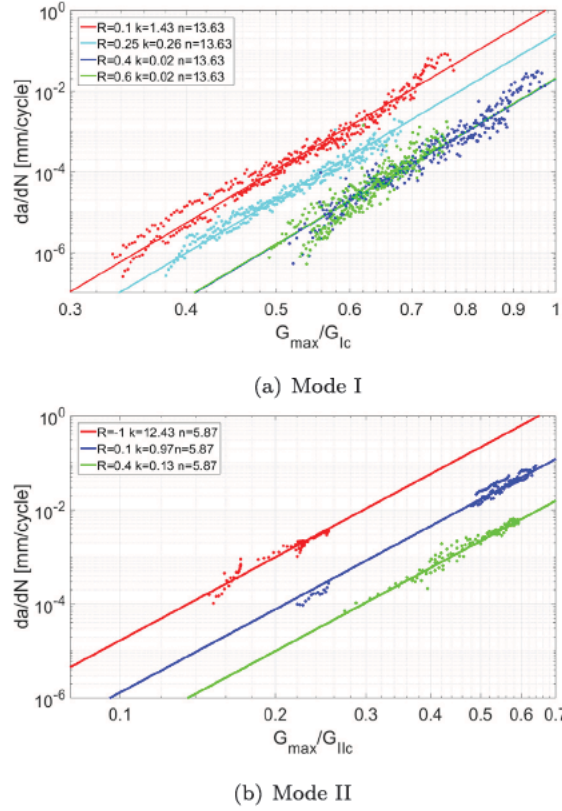 10^0
10^-2
10^-4
10^-6
da/dN [mm/cycle]
R=0.1 k=1.43 n=13.63
R=0.25 k=0.26 n=13.63
R=0.4 k=0.02 n=13.63
R=0.6 k=0.02 n=13.63
0.3 0.4 0.5 0.6 0.7 0.8 0.9 1
G_max/G_Ic
(a) Mode I
10^0
10^-2
10^-4
10^-6
da/dN [mm/cycle]
R=-1 k=12.43 n=5.87
R=0.1 k=0.97n=5.87
R=0.4 k=0.13 n=5.87
0.1 0.2 0.3 0.4 0.5 0.6 0.7
G_max/G_IIc
(b) Mode II